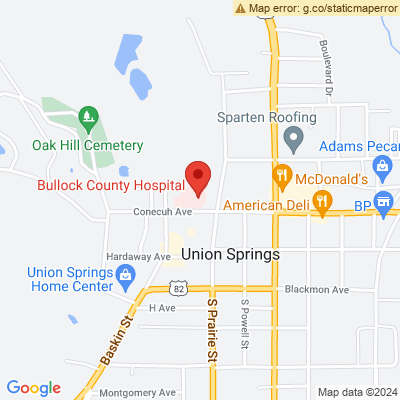 Map error: g.co/staticmaperror
Boulevard Dr
Sparten Roofing
Oak Hill Cemetery
Adams Pecan
McDonald's
Bullock County Hospital
American Deli
BP
Conecuh Ave
Union Springs
Hardaway Ave
Union Springs
Home Center
82
Blackmon Ave
H Ave
Baskin St
S Prairie St
S Powell St
Montgomery Ave
Google
Map data ©2024